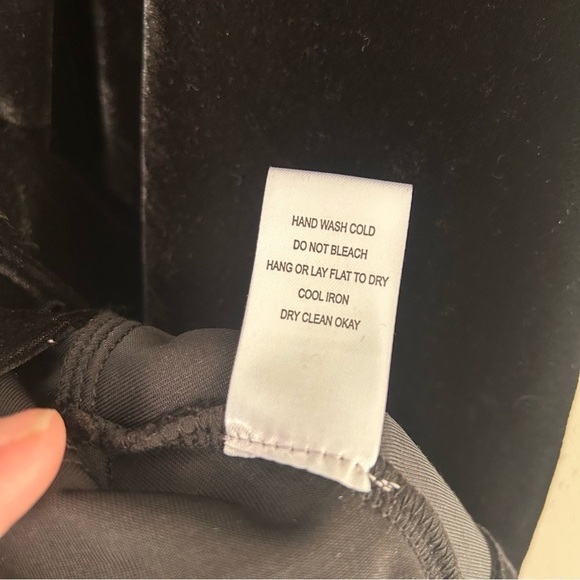 HAND WASH COLD
DO NOT BLEACH
HANG OR LAY FLAT TO DRY
COOL IRON
DRY CLEAN OKAY